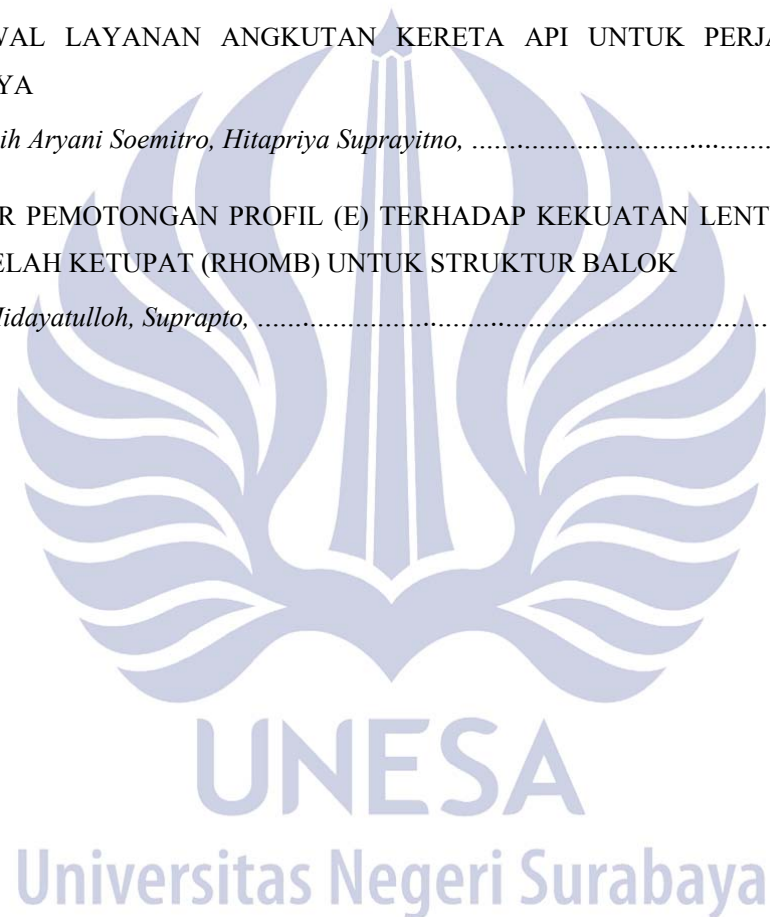 WAL LAYANAN ANGKUTAN KERETA API UNTUK PERJA
YA
ih Aryani Soemitro, Hitapriya Suprayitno, ........................................
R PEMOTONGAN PROFIL (E) TERHADAP KEKUATAN LENT
ELAH KETUPAT (RHOMB) UNTUK STRUKTUR BALOK
Hidayatulloh, Suprapto, ................................................................................
UNESA
Universitas Negeri Surabaya